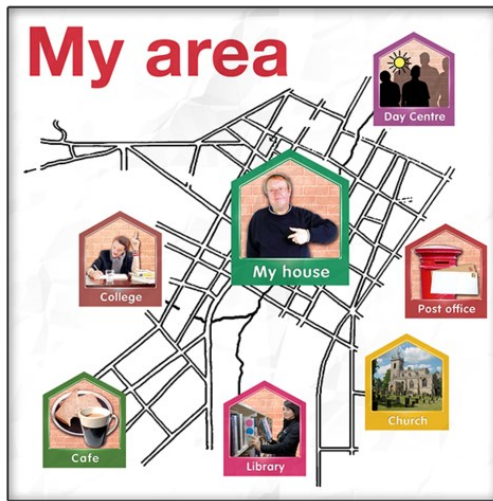 My area
Day Centre
My house
College
Post office
Church
Cafe
Library